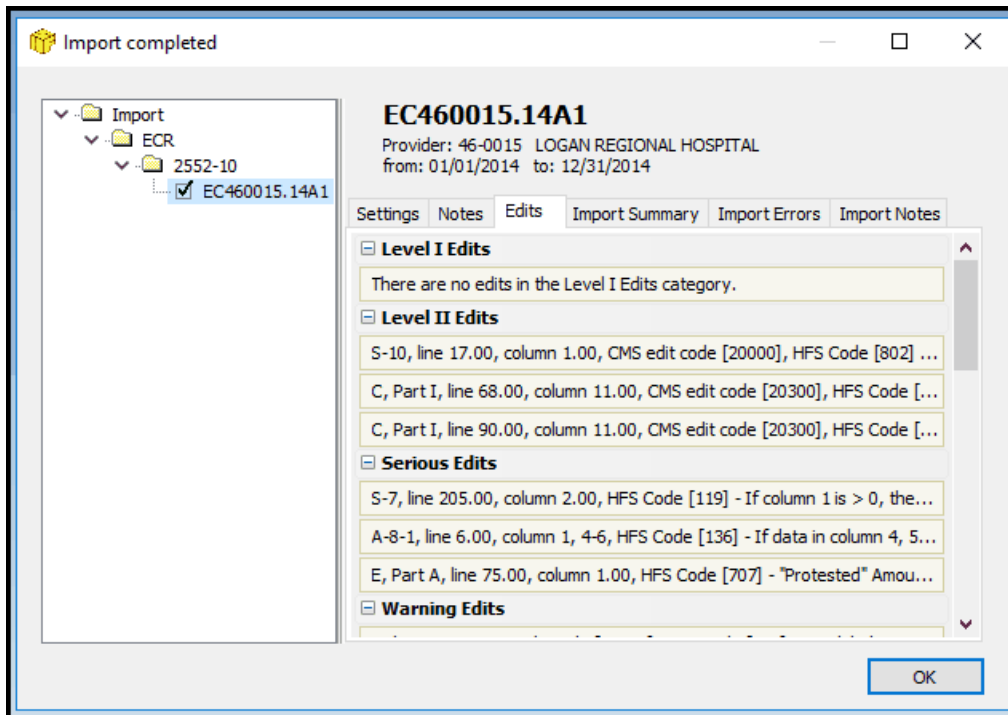 Import completed
Import
ECR
2552-10
EC460015.14A1
EC460015.14A1
Provider: 46-0015 LOGAN REGIONAL HOSPITAL
from: 01/01/2014 to: 12/31/2014
Settings Notes Edits Import Summary Import Errors Import Notes
Level I Edits
There are no edits in the Level I Edits category.
Level II Edits
S-10, line 17.00, column 1.00, CMS edit code [20000], HFS Code [802] ...
C, Part I, line 68.00, column 11.00, CMS edit code [20300], HFS Code [...
C, Part I, line 90.00, column 11.00, CMS edit code [20300], HFS Code [...
Serious Edits
S-7, line 205.00, column 2.00, HFS Code [119] - If column 1 is > 0, the...
A-8-1, line 6.00, column 1, 4-6, HFS Code [136] - If data in column 4, 5...
E, Part A, line 75.00, column 1.00, HFS Code [707] - "Protested" Amou...
Warning Edits
OK